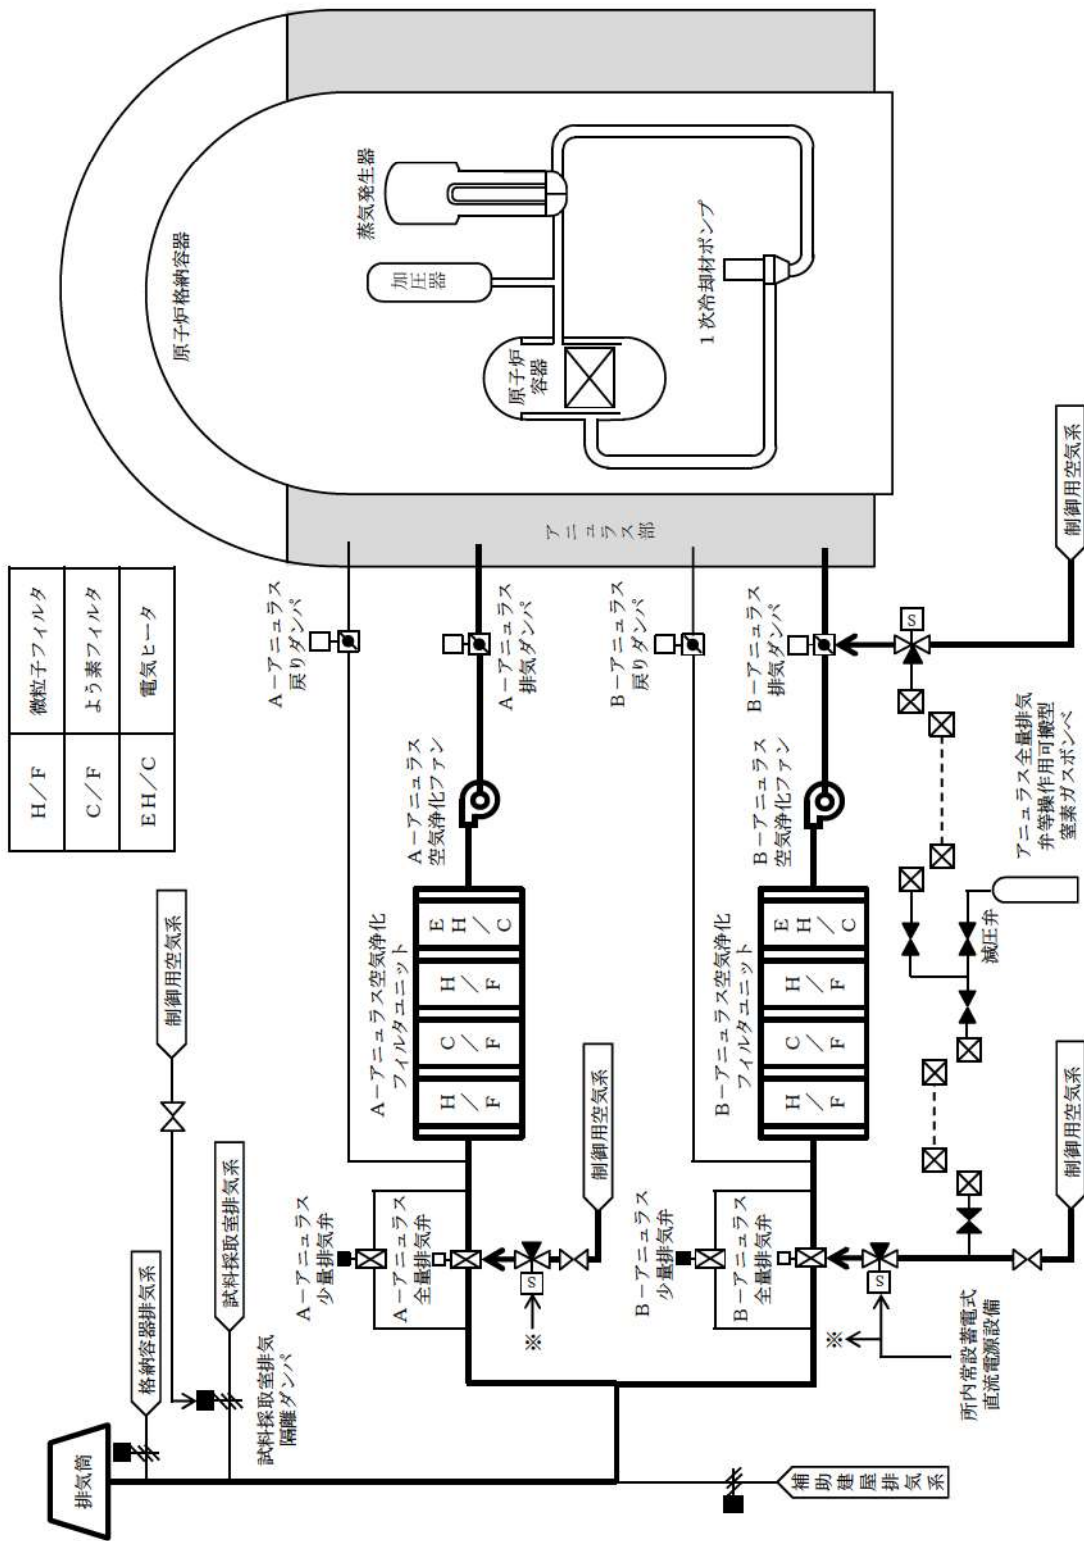 排気筒
格納容器排気系
試料採取室排気系
制御用空気系
試料採取室排気
隔離ダンパ
補助建屋排気系
H/F
微粒子フィルタ
C/F
よう素フィルタ
EH/C
電気ヒータ
原子炉格納容器
蒸気発生器
加圧器
原子炉
容器
1次冷却材ポンプ
アニュラス部
A-アニュラス
戻りダンパ
A-アニュラス
排気ダンパ
B-アニュラス
戻りダンパ
B-アニュラス
排気ダンパ
A-アニュラス
空気浄化ファン
B-アニュラス
空気浄化ファン
A-アニュラス空気浄化
フィルタユニット
H/F
C/F
H/F
EH/C
B-アニュラス空気浄化
フィルタユニット
H/F
C/F
H/F
EH/C
A-アニュラス
少量排気弁
A-アニュラス
全量排気弁
S
※
制御用空気系
B-アニュラス
少量排気弁
B-アニュラス
全量排気弁
S
※
所内常設蓄電式
直流電源設備
制御用空気系
減圧弁
アニュラス全量排気
弁等操作用可搬型
窒素ガスボンベ
S
制御用空気系